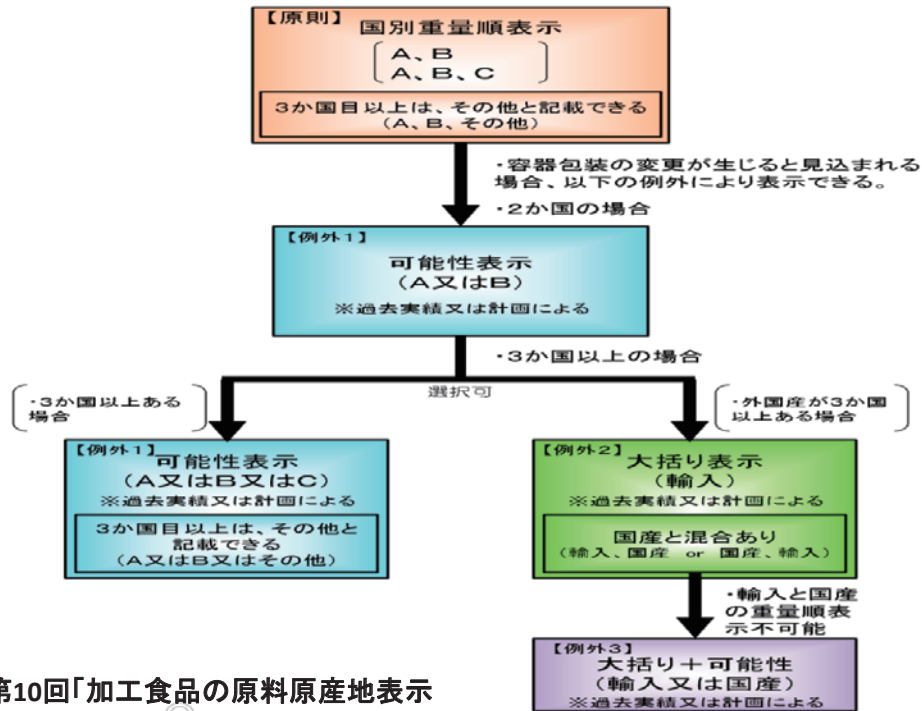 【原則】
国別重量順表示
A、B
A、B、C
3か国目以上は、その他と記載できる
(A、B、その他)
・容器包装の変更が生じると見込まれる
場合、以下の例外により表示できる。
・2か国の場合
【例外1】
可能性表示
(A又はB)
※過去実績又は計画による
・3か国以上の場合
選択可
・3か国以上ある
場合
・外国産が3か国
以上ある場合
【例外1】
可能性表示
(A又はB又はC)
※過去実績又は計画による
3か国目以上は、その他と
記載できる
(A又はB又はその他)
【例外2】
大括り表示
(輸入)
※過去実績又は計画による
国産と混合あり
(輸入、国産 or 国産、輸入)
・輸入と国産
の重量順表
示不可能
【例外3】
大括り+可能性
(輸入又は国産)
※過去実績又は計画による
第10回「加工食品の原料原産地表示